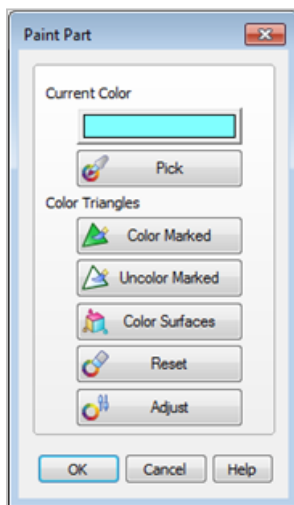 Paint Part
Current Color
Pick
Color Triangles
Color Marked
Uncolor Marked
Color Surfaces
Reset
Adjust
OK Cancel Help